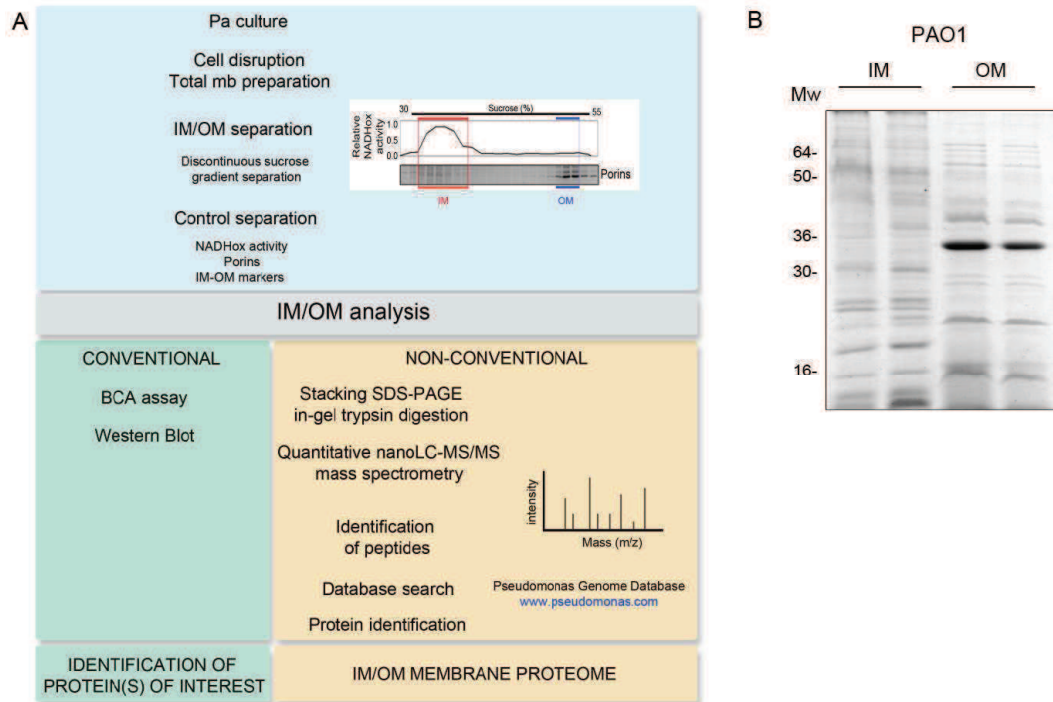 A
Pa culture
Cell disruption
Total mb preparation
IM/OM separation
Discontinuous sucrose
gradient separation
Control separation
NADHox activity
Porins
IM-OM markers
30
Sucrose (%)
55
Relative
NADHox
activity
1.0
0.5
0.0
Porins
IM
OM
IM/OM analysis
CONVENTIONAL
BCA assay
Western Blot
NON-CONVENTIONAL
Stacking SDS-PAGE
in-gel trypsin digestion
Quantitative nanoLC-MS/MS
mass spectrometry
intensity
Mass (m/z)
Identification
of peptides
Database search
Pseudomonas Genome Database
www.pseudomonas.com
Protein identification
IDENTIFICATION OF
PROTEIN(S) OF INTEREST
IM/OM MEMBRANE PROTEOME
B
PAO1
IM
OM
Mw
64-
50-
36-
30-
16-